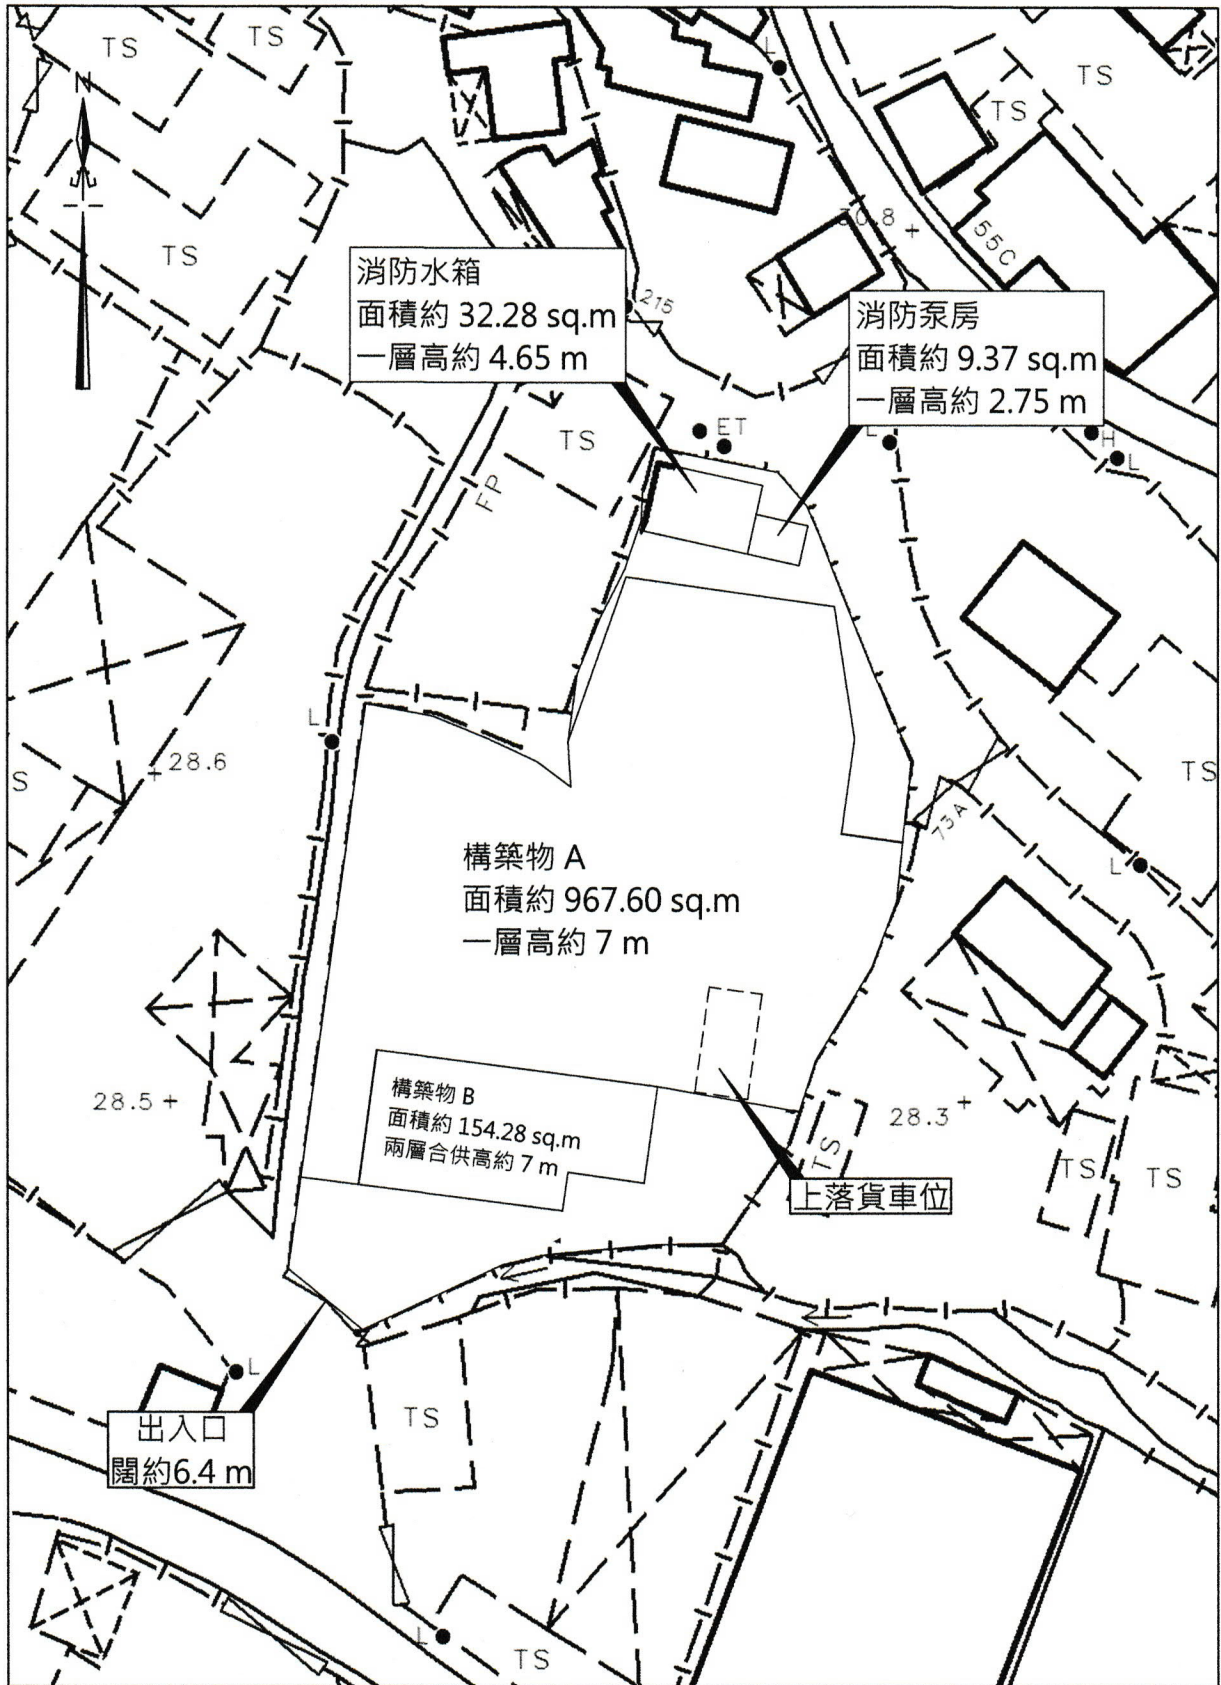 TS
TS
L
TS
TS
N
30.8 +
55C
TS
消防水箱
面積約 32.28 sq.m
一層高約 4.65 m
215
消防泵房
面積約 9.37 sq.m
一層高約 2.75 m
TS
ET
L
H
L
FP
L
+ 28.6
S
TS
73A
L
構築物 A
面積約 967.60 sq.m
一層高約 7 m
28.5 +
構築物 B
面積約 154.28 sq.m
兩層合供高約 7 m
28.3 +
TS
TS
TS
上落貨車位
L
出入口
闊約6.4 m
TS
L
TS